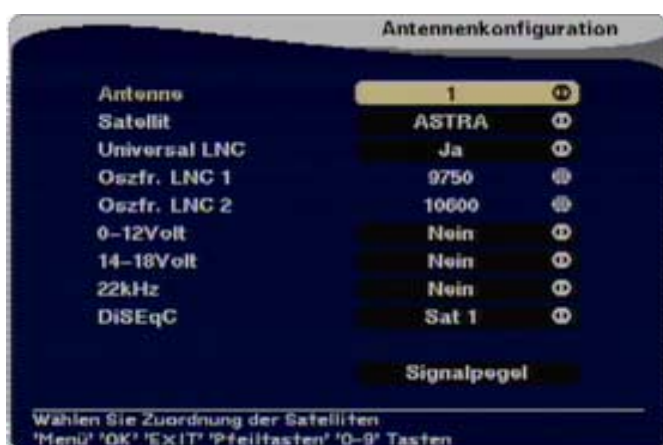 Antennenkonfiguration
Antenne 1
Satellit ASTRA
Universal LNC Ja
Oszfr. LNC 1 9750
Oszfr. LNC 2 10600
0-12Volt Nein
14-18Volt Nein
22kHz Nein
DiSEqC Sat 1
Signalpegel
Wählen Sie Zuordnung der Satelliten
'Menü' 'OK' 'EXIT' 'Pfeiltasten' '0-9' Tasten